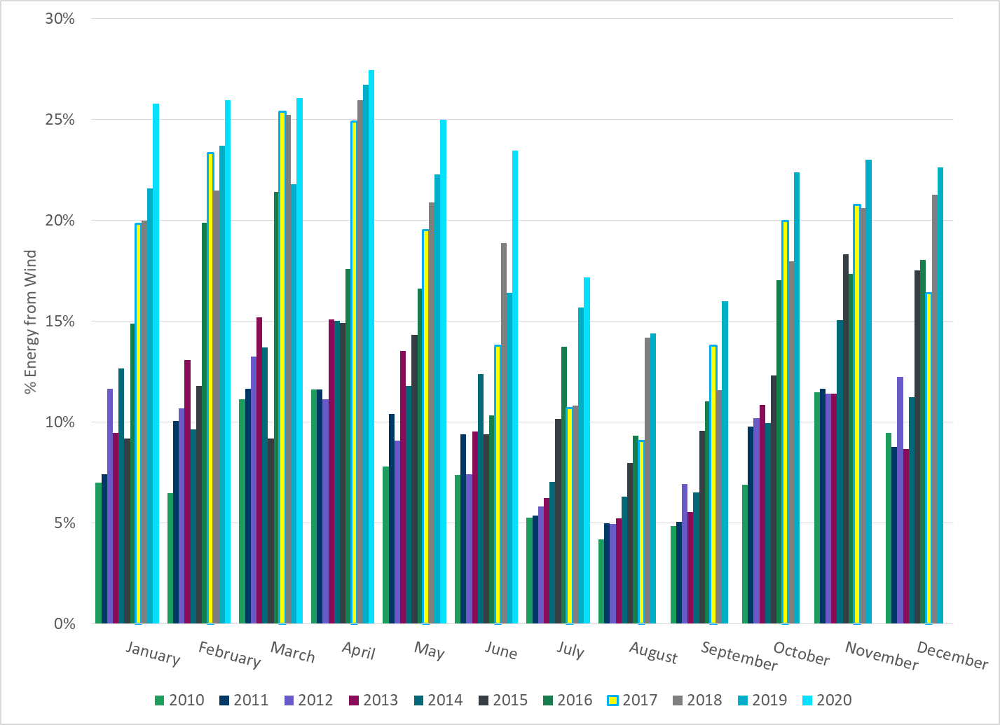 30%
25%
20%
15%
10%
5%
0%
% Energy from Wind
January February March April May June July August September October November December
2010 2011 2012 2013 2014 2015 2016 2017 2018 2019 2020